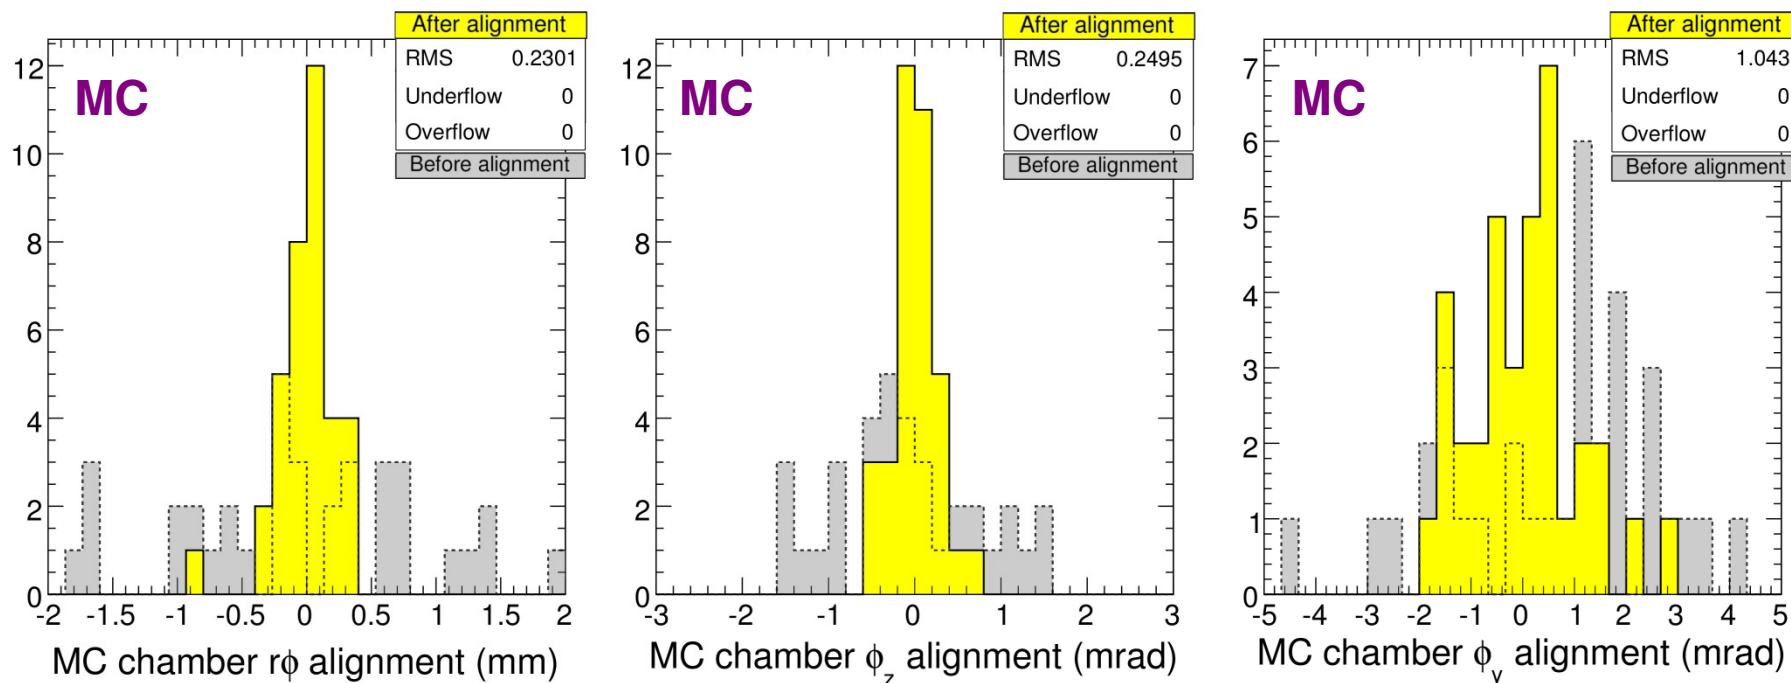 After alignment
RMS 0.2301
Underflow 0
Overflow 0
Before alignment
MC
12
10
8
6
4
2
0
-2 -1.5 -1 -0.5 0 0.5 1 1.5 2
MC chamber rϕ alignment (mm)
After alignment
RMS 0.2495
Underflow 0
Overflow 0
Before alignment
MC
12
10
8
6
4
2
0
-3 -2 -1 0 1 2 3
MC chamber ϕz alignment (mrad)
After alignment
RMS 1.043
Underflow 0
Overflow 0
Before alignment
MC
7
6
5
4
3
2
1
0
-5 -4 -3 -2 -1 0 1 2 3 4 5
MC chamber ϕy alignment (mrad)